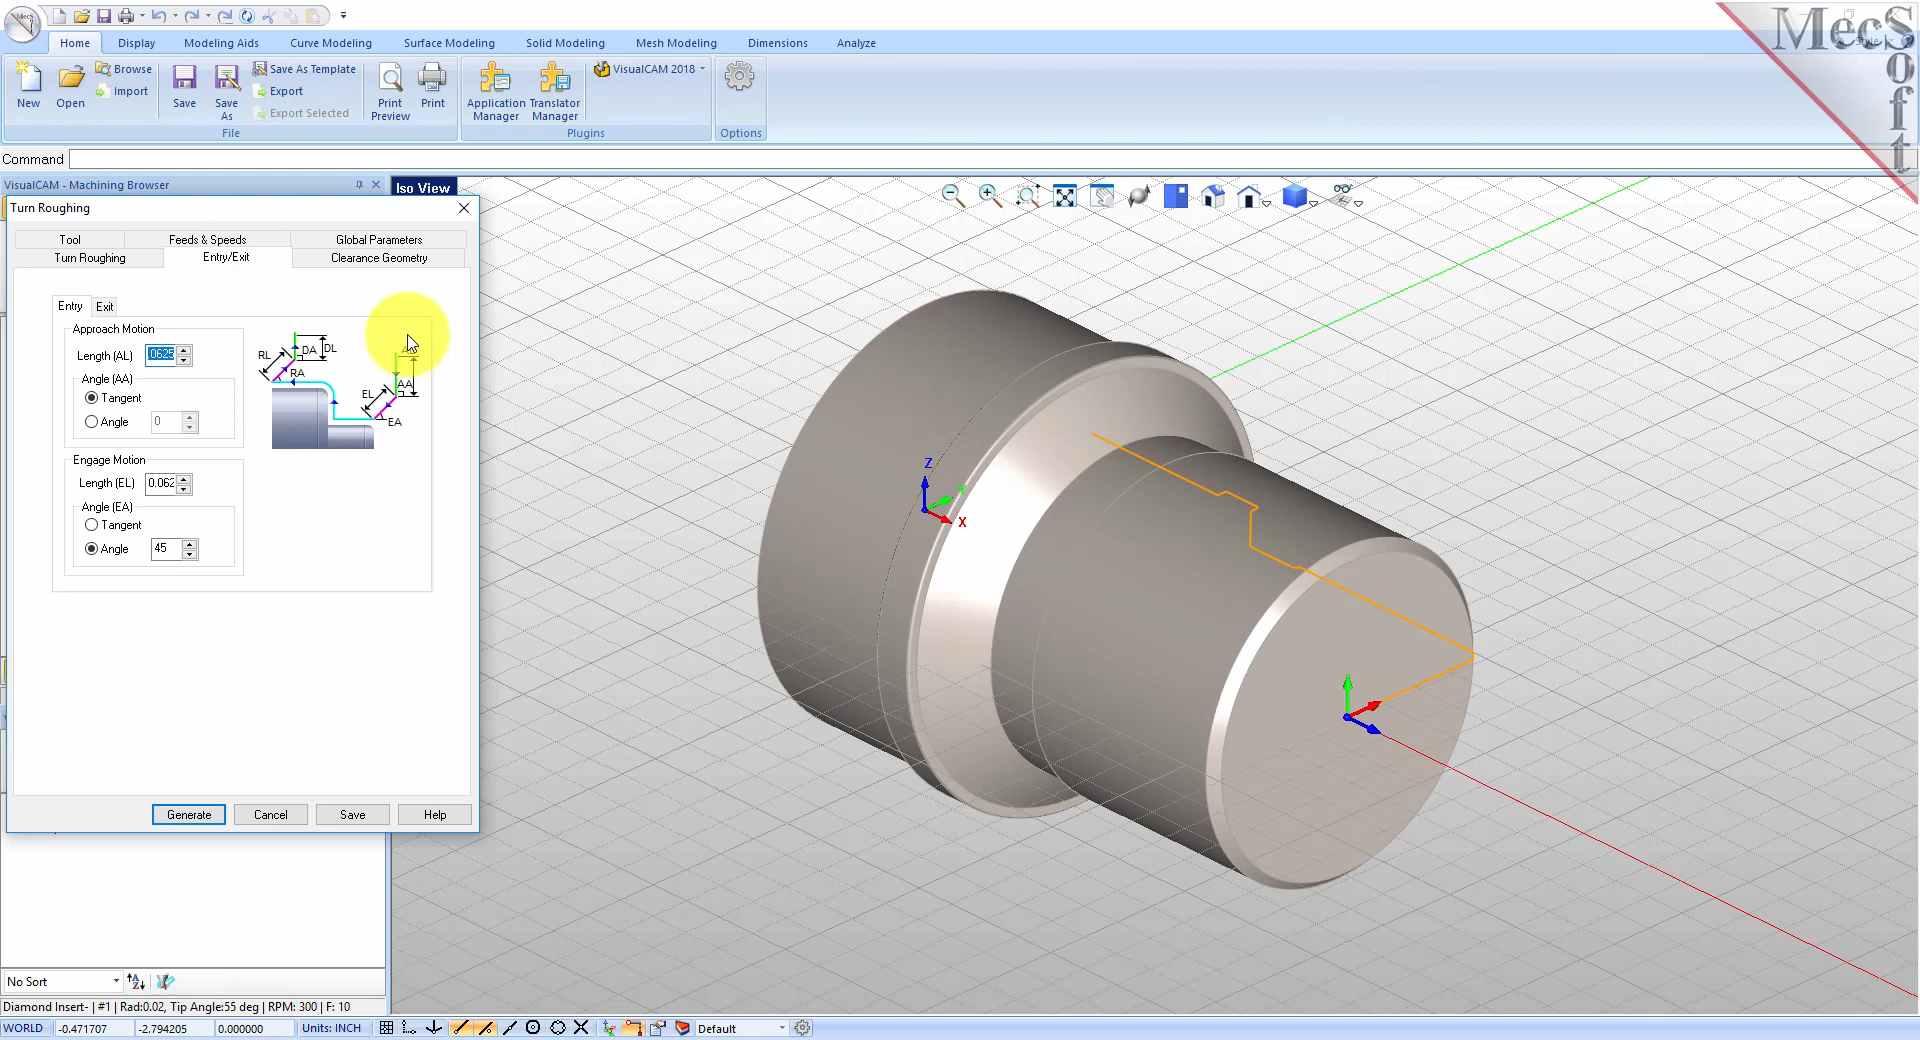 MecSoft
Home Display Modeling Aids Curve Modeling Surface Modeling Solid Modeling Mesh Modeling Dimensions Analyze
New
Open
Browse
Import
Save
Save As
Save As Template
Export
Export Selected
Print Preview
Print
Application Manager
Translator Manager
VisualCAM 2018
File
Plugins
Options
Command
VisualCAM - Machining Browser
Iso View
Turn Roughing
Tool
Feeds & Speeds
Global Parameters
Turn Roughing
Entry/Exit
Clearance Geometry
Entry
Exit
Approach Motion
Length (AL) .0625
Angle (AA)
Tangent
Angle 0
Engage Motion
Length (EL) 0.062
Angle (EA)
Tangent
Angle 45
RL
DA
DL
RA
AA
EL
EA
Z
X
Generate
Cancel
Save
Help
No Sort
Diamond Insert- | #1 | Rad:0.02, Tip Angle:55 deg | RPM: 300 | F: 10
WORLD -0.471707 -2.794205 0.000000 Units: INCH Default